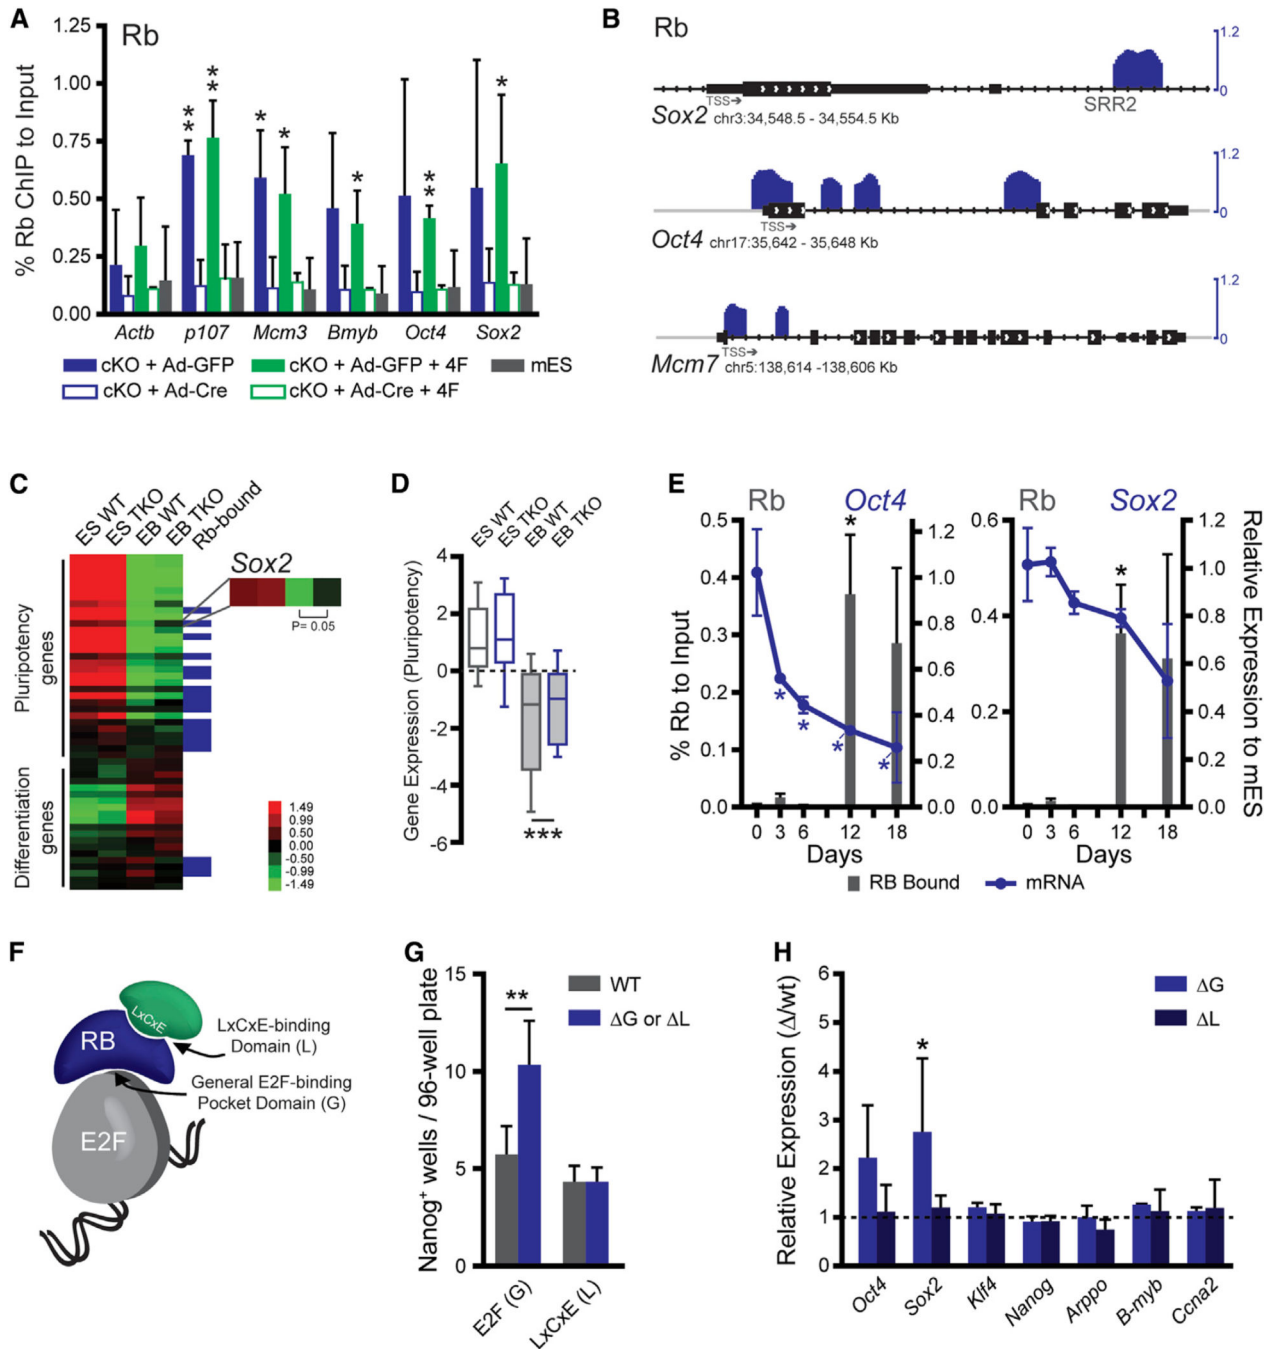 A
Rb
% Rb ChIP to Input
1.25
1.00
0.75
0.50
0.25
0.00
** ** * * * ** *
Actb p107 Mcm3 Bmyb Oct4 Sox2
cKO + Ad-GFP
cKO + Ad-GFP + 4F
mES
cKO + Ad-Cre
cKO + Ad-Cre + 4F
B
Rb
1.2
0
TSS➔
SRR2
Sox2 chr3:34,548.5 - 34,554.5 Kb
1.2
0
TSS➔
Oct4 chr17:35,642 - 35,648 Kb
1.2
0
TSS➔
Mcm7 chr5:138,614 -138,606 Kb
C
ES WT
ES TKO
EB WT
EB TKO
Rb-bound
Sox2
P= 0.05
Pluripotency genes
Differentiation genes
1.49
0.99
0.50
0.00
-0.50
-0.99
-1.49
D
ES WT
ES TKO
EB WT
EB TKO
Gene Expression (Pluripotency)
4
2
0
-2
-4
-6
***
E
Rb Oct4
% Rb to Input
0.5
0.4
0.3
0.2
0.1
0.0
* * * * *
1.2
1.0
0.8
0.6
0.4
0.2
0.0
0 3 6 12 18
Days
Rb Sox2
0.6
0.4
0.2
0.0
*
1.2
1.0
0.8
0.6
0.4
0.2
0.0
Relative Expression to mES
0 3 6 12 18
Days
RB Bound
mRNA
F
LxCxE
RB
E2F
LxCxE-binding
Domain (L)
General E2F-binding
Pocket Domain (G)
G
Nanog+ wells / 96-well plate
15
10
5
0
**
WT
ΔG or ΔL
E2F (G)
LxCxE (L)
H
Relative Expression (Δ/wt)
6
5
4
3
2
1
0
*
ΔG
ΔL
Oct4
Sox2
Klf4
Nanog
Arppo
B-myb
Ccna2